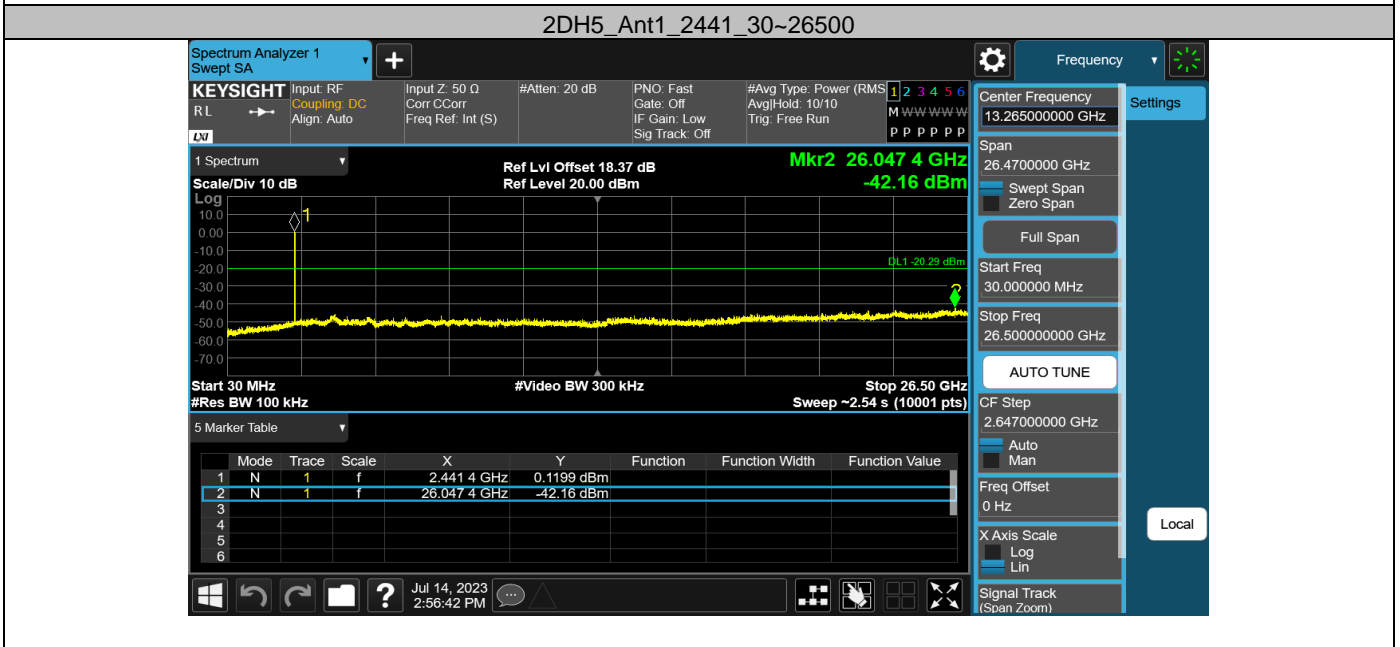 2DH5_Ant1_2441_30~26500
Spectrum Analyzer 1
Swept SA
+
Frequency
KEYSIGHT
RL
LXI
Input: RF
Coupling: DC
Align: Auto
Input Z: 50 Ω
Corr CCorr
Freq Ref: Int (S)
#Atten: 20 dB
PNO: Fast
Gate: Off
IF Gain: Low
Sig Track: Off
#Avg Type: Power (RMS
Avg|Hold: 10/10
Trig: Free Run
1 2 3 4 5 6
M W W W W W
P P P P P P
1 Spectrum
Scale/Div 10 dB
Ref Lvl Offset 18.37 dB
Ref Level 20.00 dBm
Mkr2 26.047 4 GHz
-42.16 dBm
Log
10.0
0.00
-10.0
-20.0
-30.0
-40.0
-50.0
-60.0
-70.0
1
DL1 -20.29 dBm
2
Start 30 MHz
#Video BW 300 kHz
Stop 26.50 GHz
#Res BW 100 kHz
Sweep ~2.54 s (10001 pts)
5 Marker Table
Mode Trace Scale X Y Function Function Width Function Value
1 N 1 f 2.441 4 GHz 0.1199 dBm
2 N 1 f 26.047 4 GHz -42.16 dBm
3
4
5
6
Jul 14, 2023
2:56:42 PM
?
Center Frequency
13.265000000 GHz
Settings
Span
26.4700000 GHz
Swept Span
Zero Span
Full Span
Start Freq
30.000000 MHz
Stop Freq
26.500000000 GHz
AUTO TUNE
CF Step
2.647000000 GHz
Auto
Man
Freq Offset
0 Hz
Local
X Axis Scale
Log
Lin
Signal Track
(Span Zoom)